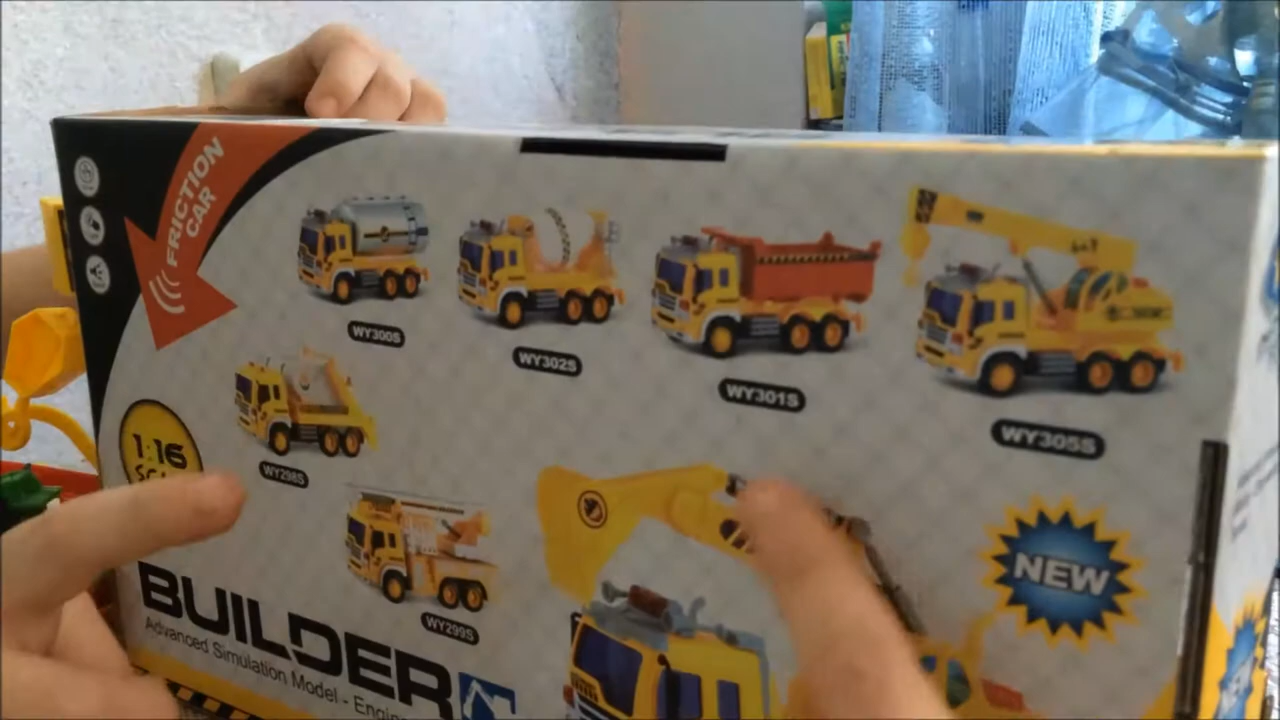 FRICTION
CAR
WY300S
WY302S
WY301S
WY305S
WY298S
1:16
WY299S
NEW
BUILDER
Advanced Simulation Model -